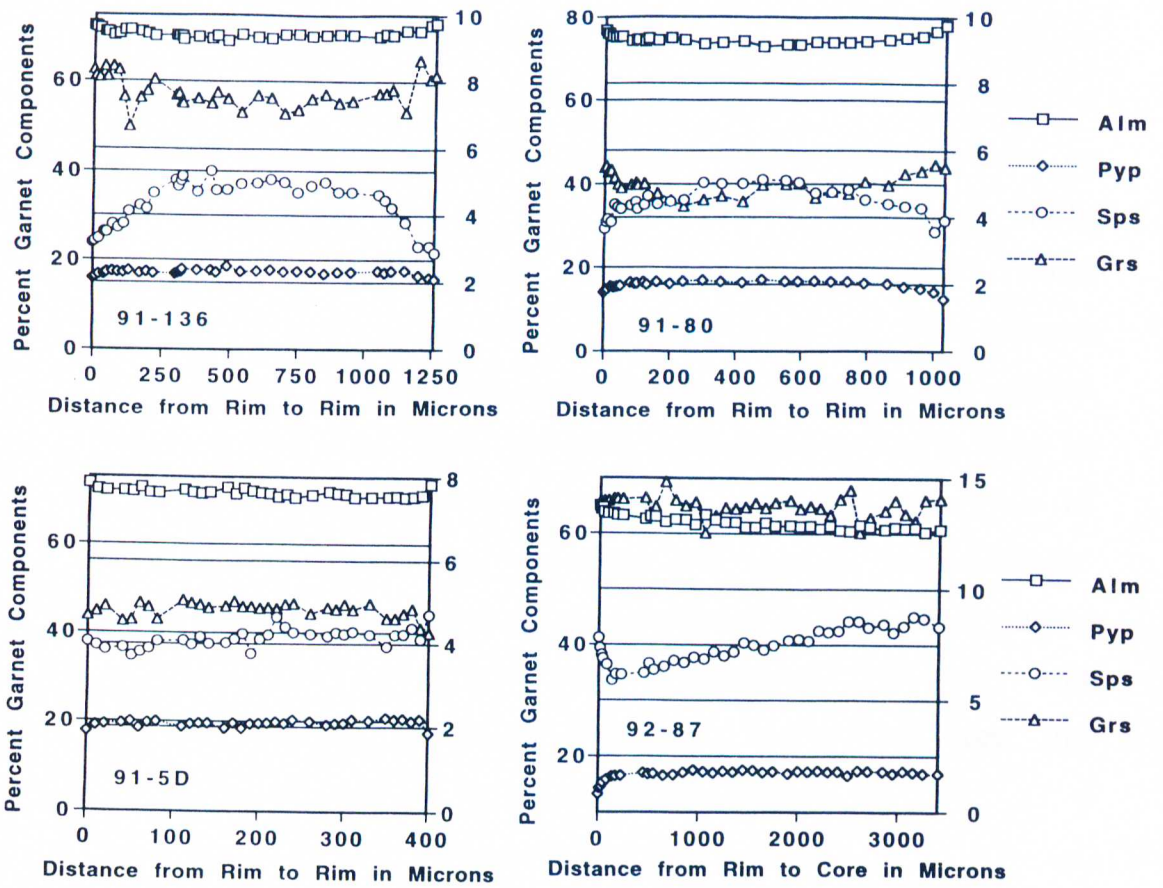 Percent Garnet Components
60
40
20
0
10
8
6
4
2
0
91-136
0 250 500 750 1000 1250
Distance from Rim to Rim in Microns
Percent Garnet Components
80
60
40
20
0
10
8
6
4
2
0
91-80
0 200 400 600 800 1000
Distance from Rim to Rim in Microns
Alm
Pyp
Sps
Grs
Percent Garnet Components
60
40
20
0
8
6
4
2
0
91-5D
0 100 200 300 400
Distance from Rim to Rim in Microns
Percent Garnet Components
60
40
20
15
10
5
0
92-87
0 1000 2000 3000
Distance from Rim to Core in Microns
Alm
Pyp
Sps
Grs